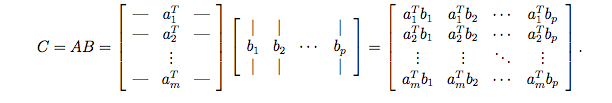 C = AB = [ — a_1^T — ; — a_2^T — ; ⋮ ; — a_m^T — ] [ | | | ; b_1 b_2 ⋯ b_p ; | | | ] = [ a_1^T b_1 a_1^T b_2 ⋯ a_1^T b_p ; a_2^T b_1 a_2^T b_2 ⋯ a_2^T b_p ; ⋮ ⋮ ⋱ ⋮ ; a_m^T b_1 a_m^T b_2 ⋯ a_m^T b_p ] .